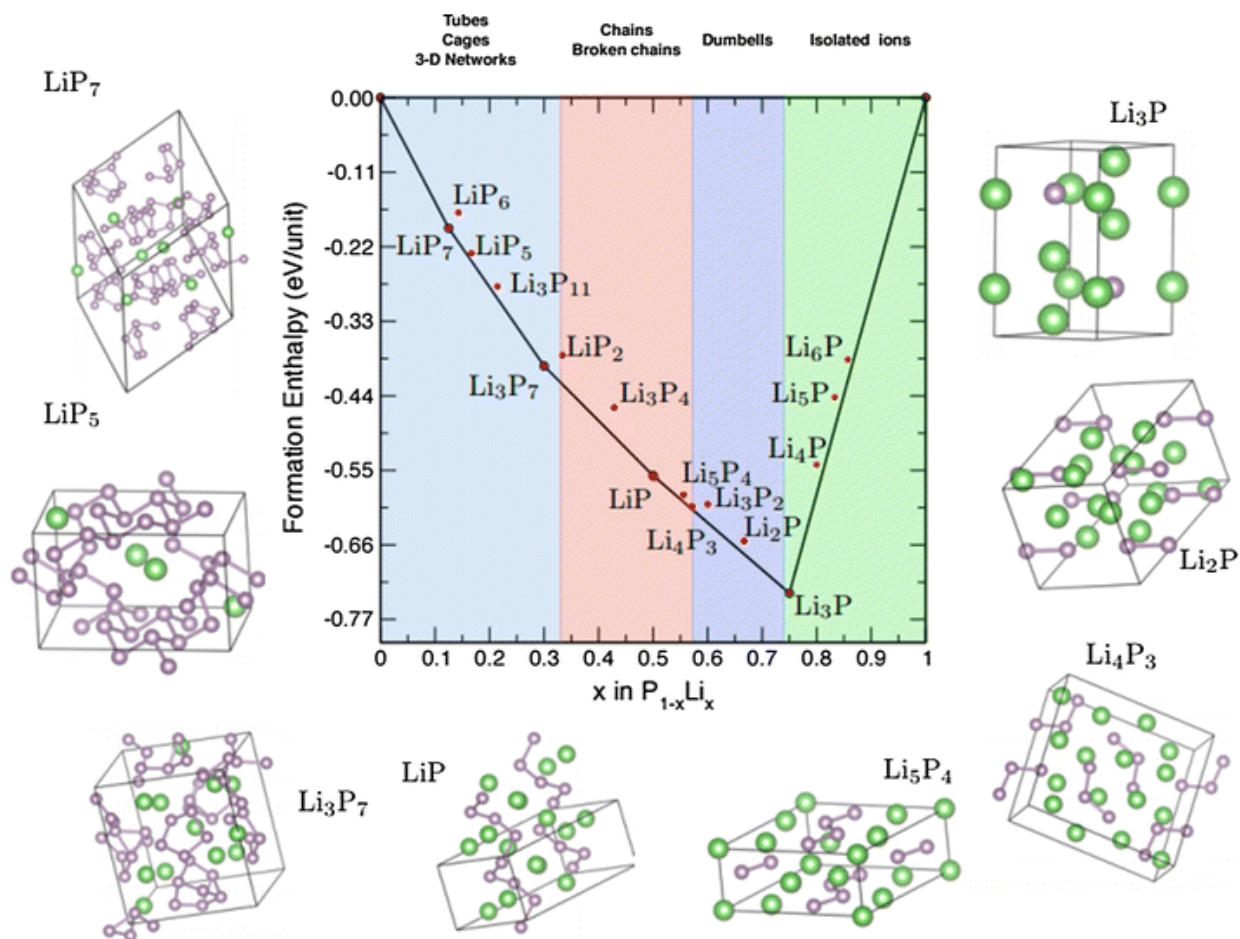 Tubes
Cages
3-D Networks
Chains
Broken chains
Dumbells
Isolated ions
LiP₇
LiP₅
Li₃P₇
LiP
Li₅P₄
Li₄P₃
Li₂P
Li₃P
Formation Enthalpy (eV/unit)
0.00
-0.11
-0.22
-0.33
-0.44
-0.55
-0.66
-0.77
LiP₆
LiP₇
LiP₅
Li₃P₁₁
LiP₂
Li₃P₇
Li₃P₄
LiP
Li₅P₄
Li₃P₂
Li₄P₃
Li₂P
Li₃P
Li₄P
Li₅P
Li₆P
0 0.1 0.2 0.3 0.4 0.5 0.6 0.7 0.8 0.9 1
x in P₁₋ₓLiₓ